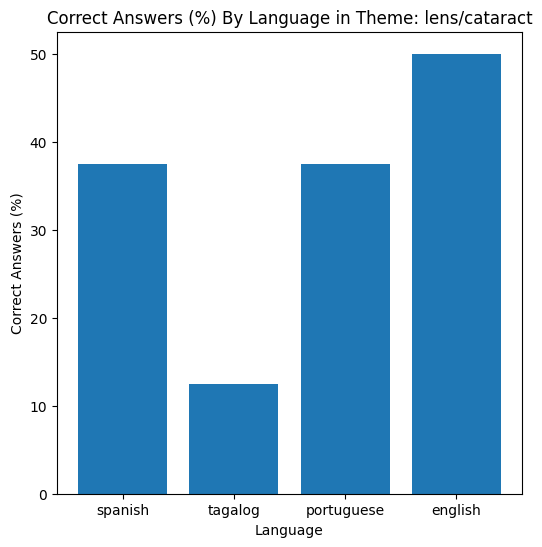 Correct Answers (%) By Language in Theme: lens/cataract
50
40
30
20
10
0
Correct Answers (%)
spanish tagalog portuguese english
Language